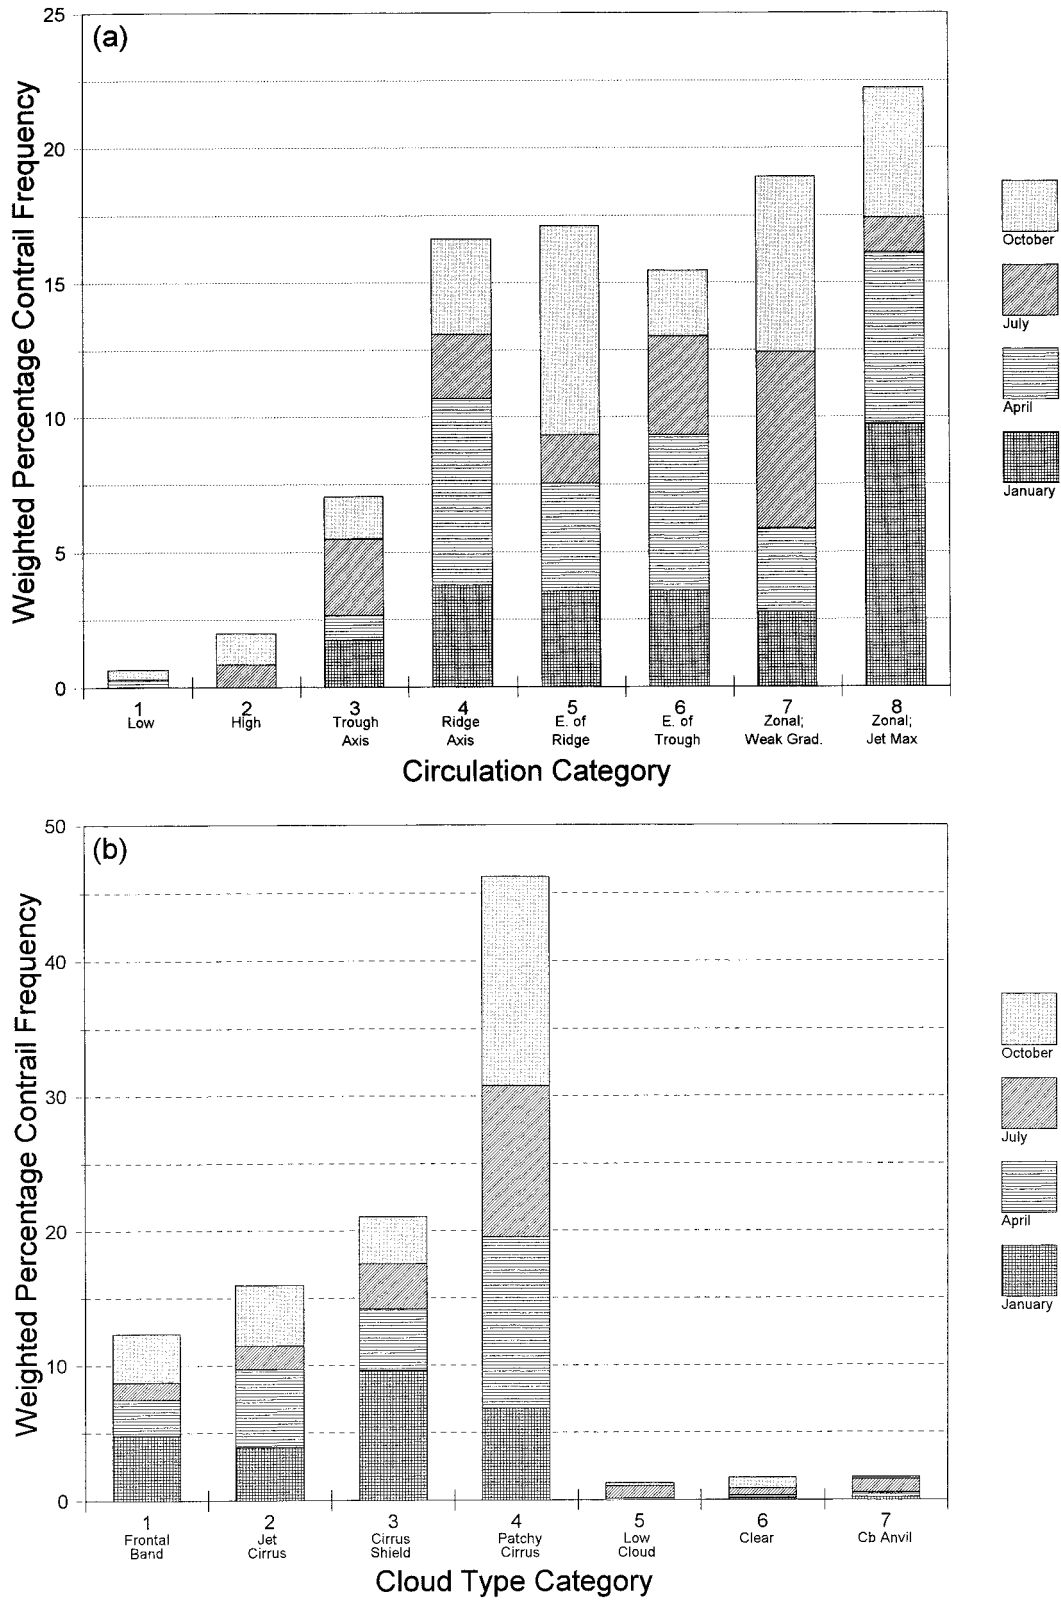 (a)
Weighted Percentage Contrail Frequency
25
20
15
10
5
0
1 2 3 4 5 6 7 8
Low High Trough Ridge E. of E. of Zonal; Zonal;
Axis Axis Ridge Trough Weak Grad. Jet Max
Circulation Category
October
July
April
January
(b)
Weighted Percentage Contrail Frequency
50
40
30
20
10
0
1 2 3 4 5 6 7
Frontal Jet Cirrus Patchy Low Clear Cb Anvil
Band Cirrus Shield Cirrus Cloud
Cloud Type Category
October
July
April
January